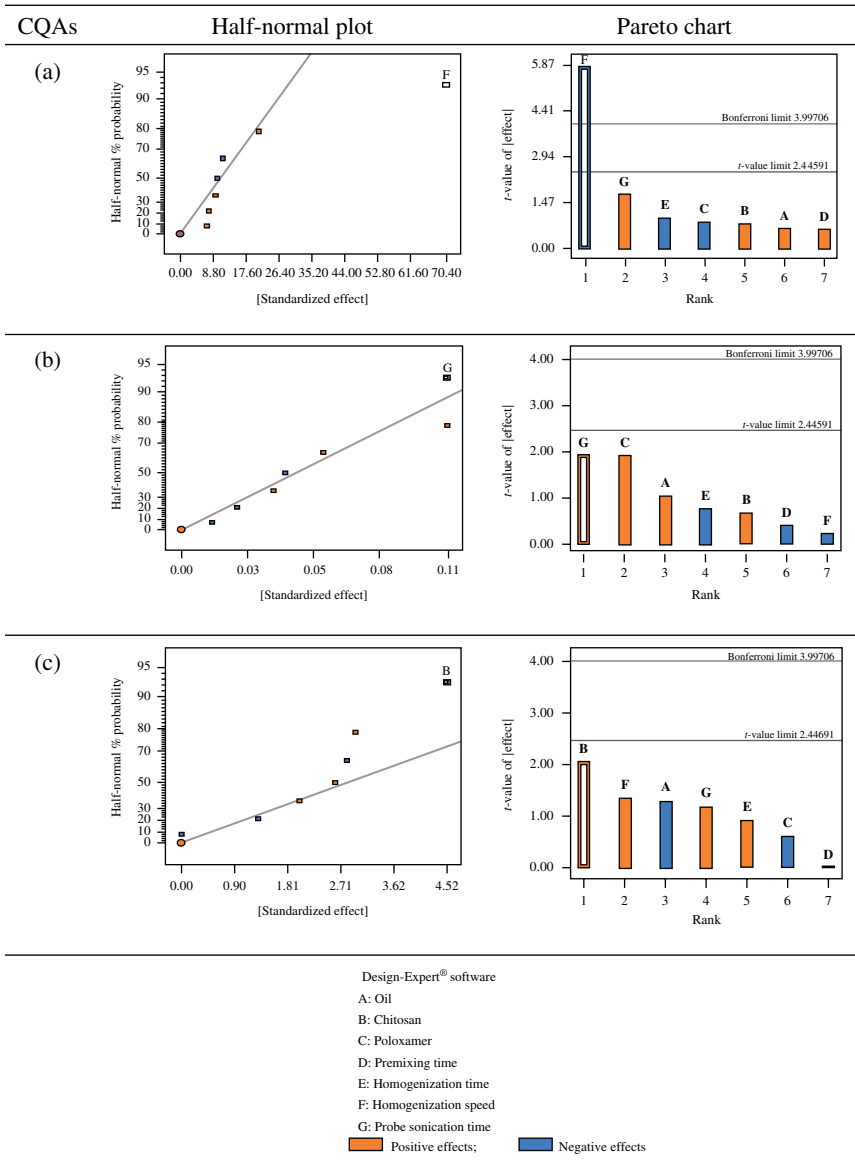 CQAs Half-normal plot Pareto chart
(a)
Half-normal % probability
95
90
80
70
50
30
20
10
0
F
0.00 8.80 17.60 26.40 35.20 44.00 52.80 61.60 70.40
[Standardized effect]
t-value of |effect|
5.87
4.41
2.94
1.47
0.00
Bonferroni limit 3.99706
t-value limit 2.44591
F G E C B A D
1 2 3 4 5 6 7
Rank
(b)
Half-normal % probability
95
90
80
70
50
30
20
10
0
G
0.00 0.03 0.05 0.08 0.11
[Standardized effect]
t-value of |effect|
4.00
3.00
2.00
1.00
0.00
Bonferroni limit 3.99706
t-value limit 2.44591
G C A E B D F
1 2 3 4 5 6 7
Rank
(c)
Half-normal % probability
95
90
80
70
50
30
20
10
0
B
0.00 0.90 1.81 2.71 3.62 4.52
[Standardized effect]
t-value of |effect|
4.00
3.00
2.00
1.00
0.00
Bonferroni limit 3.99706
t-value limit 2.44691
B F A G E C D
1 2 3 4 5 6 7
Rank
Design-Expert® software
A: Oil
B: Chitosan
C: Poloxamer
D: Premixing time
E: Homogenization time
F: Homogenization speed
G: Probe sonication time
Positive effects; Negative effects